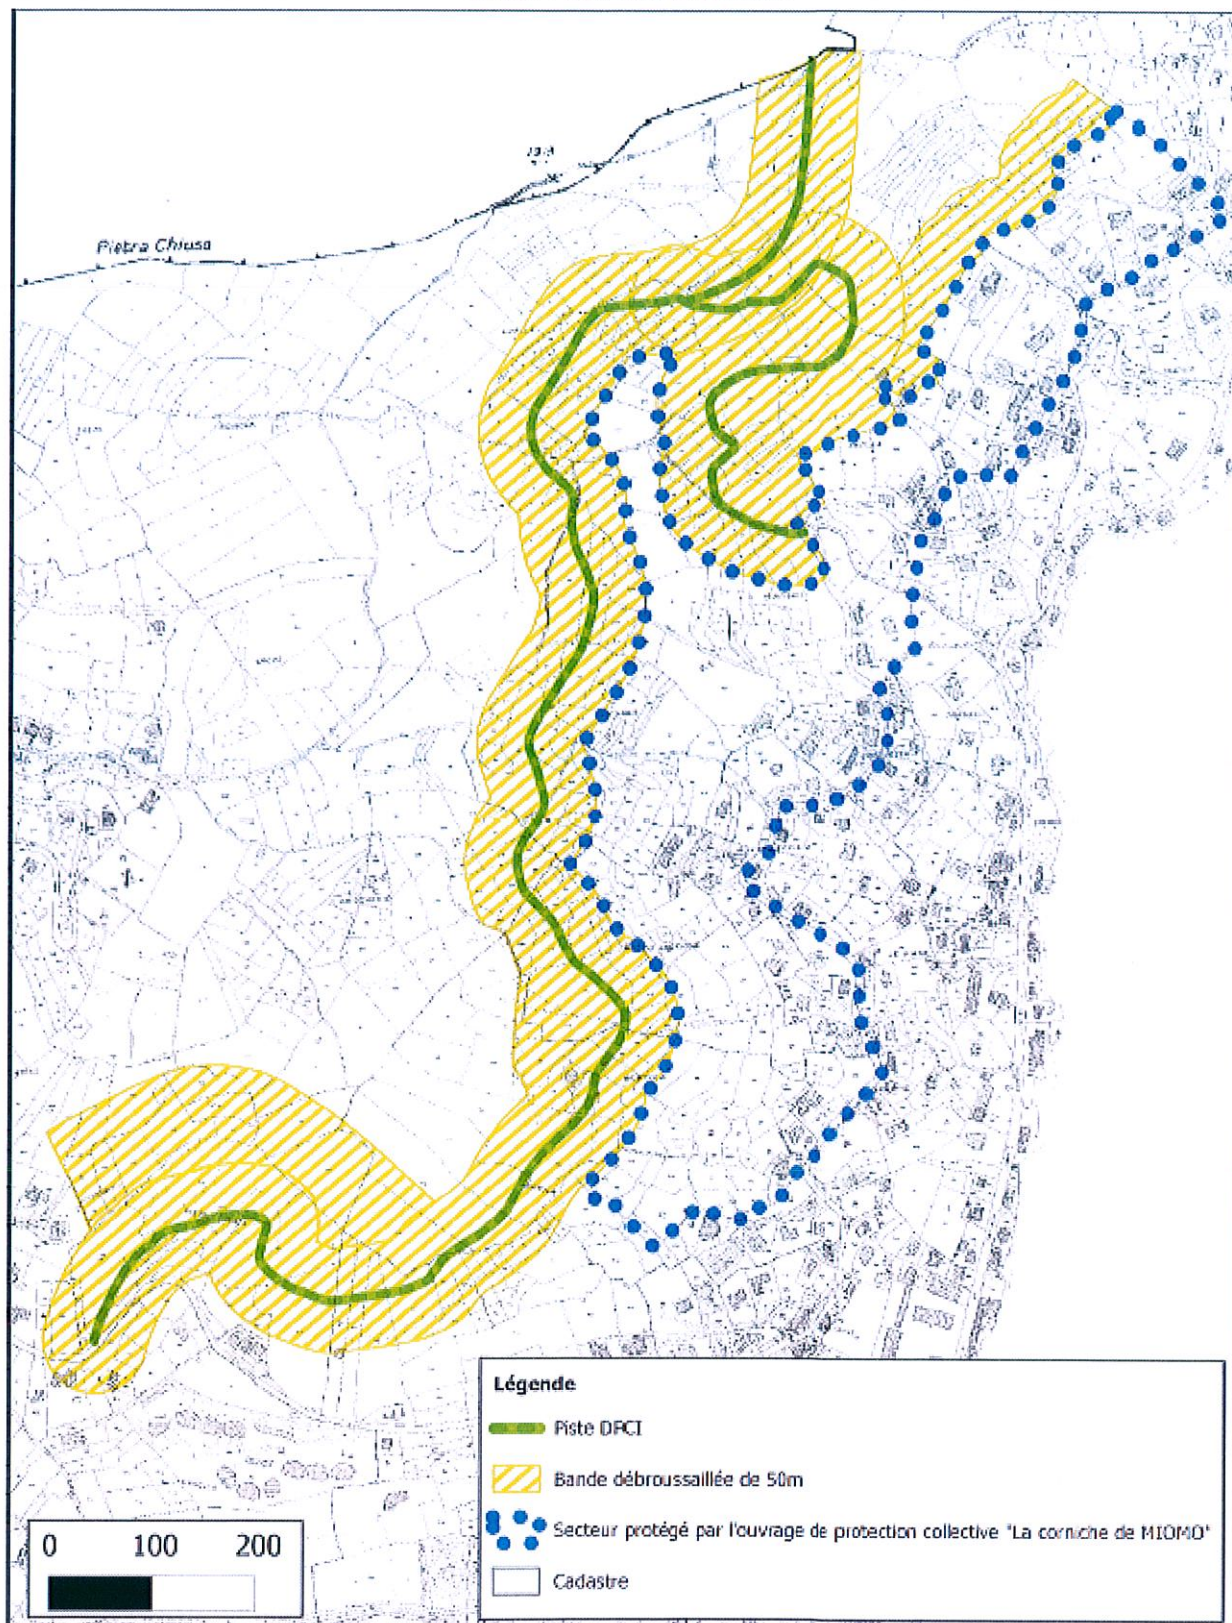 Pietra Chiusa
Légende
Piste DFCI
Bande débroussaillée de 50m
Secteur protégé par l'ouvrage de protection collective "La corniche de MIOMO"
Cadastre
0 100 200